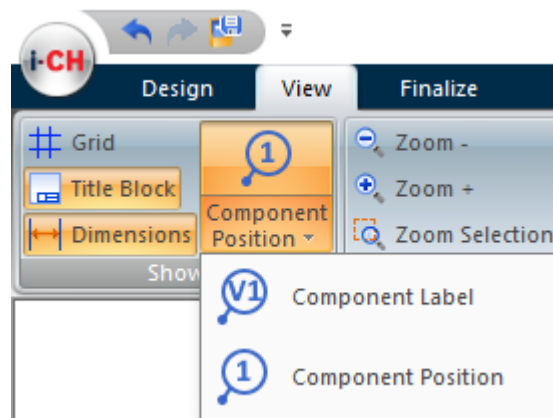 i-CH
Design View Finalize
Grid
Title Block
Dimensions
1
Component
Position
Zoom -
Zoom +
Zoom Selection
Show
V1 Component Label
1 Component Position